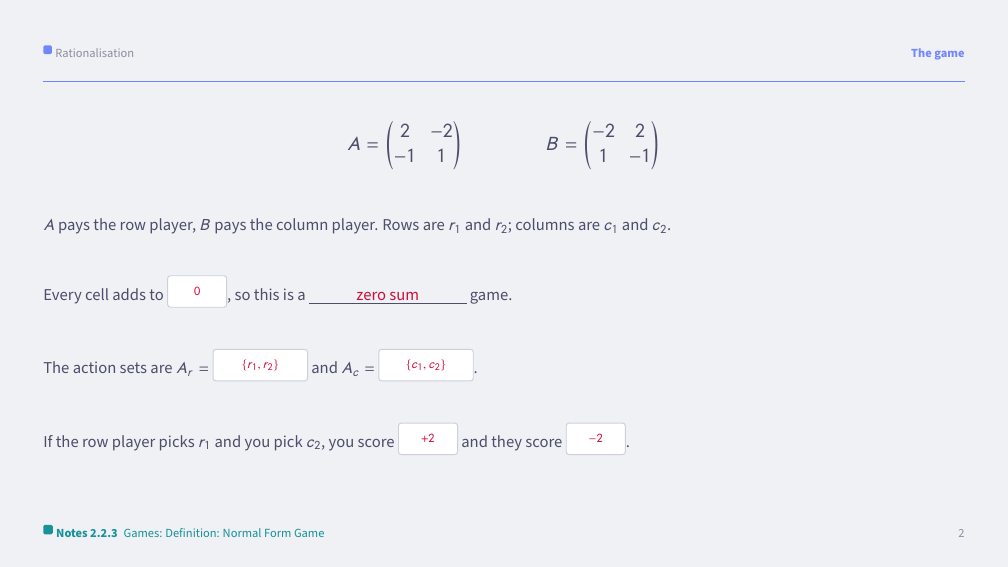 Rationalisation
The game
A = (2 −2
−1 1)
B = (−2 2
1 −1)
A pays the row player, B pays the column player. Rows are r₁ and r₂; columns are c₁ and c₂.
Every cell adds to 0, so this is a zero sum game.
The action sets are Aᵣ = {r₁, r₂} and A_c = {c₁, c₂}.
If the row player picks r₁ and you pick c₂, you score +2 and they score −2.
Notes 2.2.3 Games: Definition: Normal Form Game
2